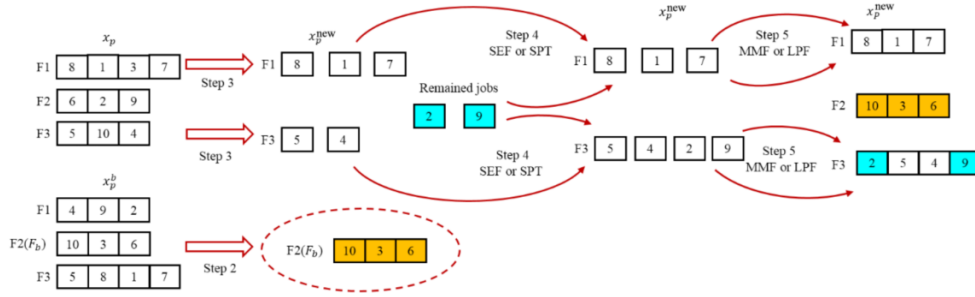 x_p
F1 8 1 3 7
F2 6 2 9
F3 5 10 4
Step 3
Step 3
x_p^b
F1 4 9 2
F2(F_b) 10 3 6
F3 5 8 1 7
Step 2
x_p^new
F1 8 1 7
F3 5 4
F2(F_b) 10 3 6
Remained jobs
2 9
Step 4
SEF or SPT
Step 4
SEF or SPT
x_p^new
F1 8 1 7
F3 5 4 2 9
Step 5
MMF or LPF
Step 5
MMF or LPF
x_p^new
F1 8 1 7
F2 10 3 6
F3 2 5 4 9